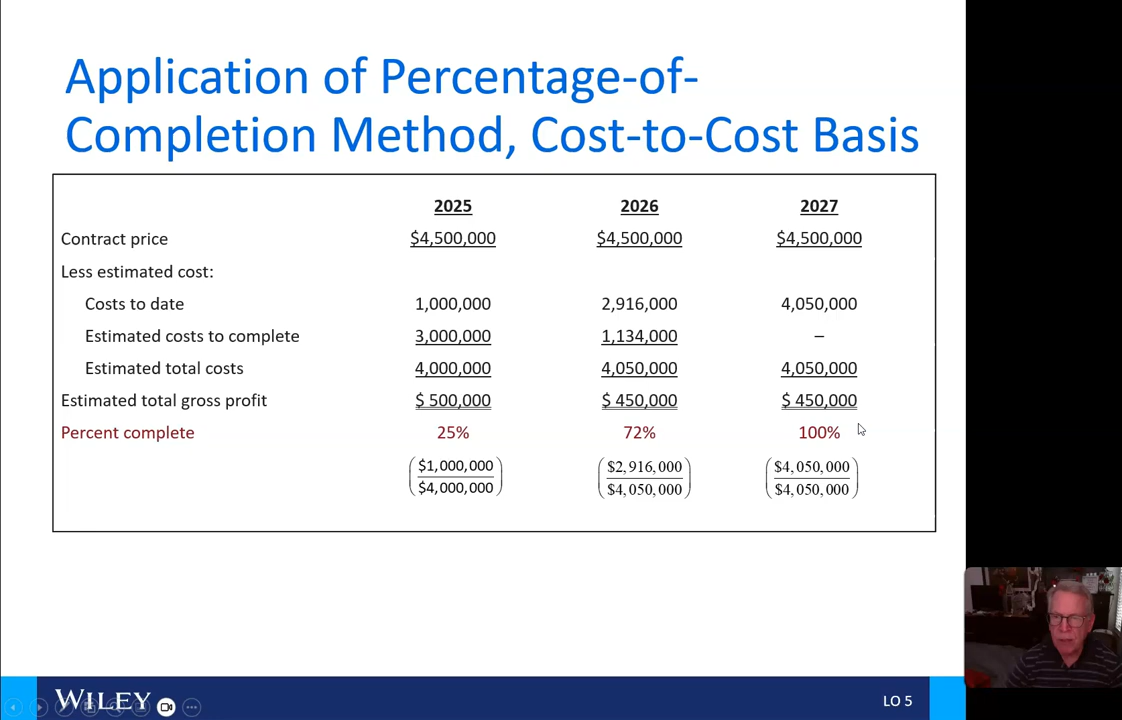 Application of Percentage-of-
Completion Method, Cost-to-Cost Basis
2025 2026 2027
Contract price $4,500,000 $4,500,000 $4,500,000
Less estimated cost:
Costs to date 1,000,000 2,916,000 4,050,000
Estimated costs to complete 3,000,000 1,134,000 –
Estimated total costs 4,000,000 4,050,000 4,050,000
Estimated total gross profit $ 500,000 $ 450,000 $ 450,000
Percent complete 25% 72% 100%
($1,000,000 / $4,000,000) ($2,916,000 / $4,050,000) ($4,050,000 / $4,050,000)
WILEY
LO 5